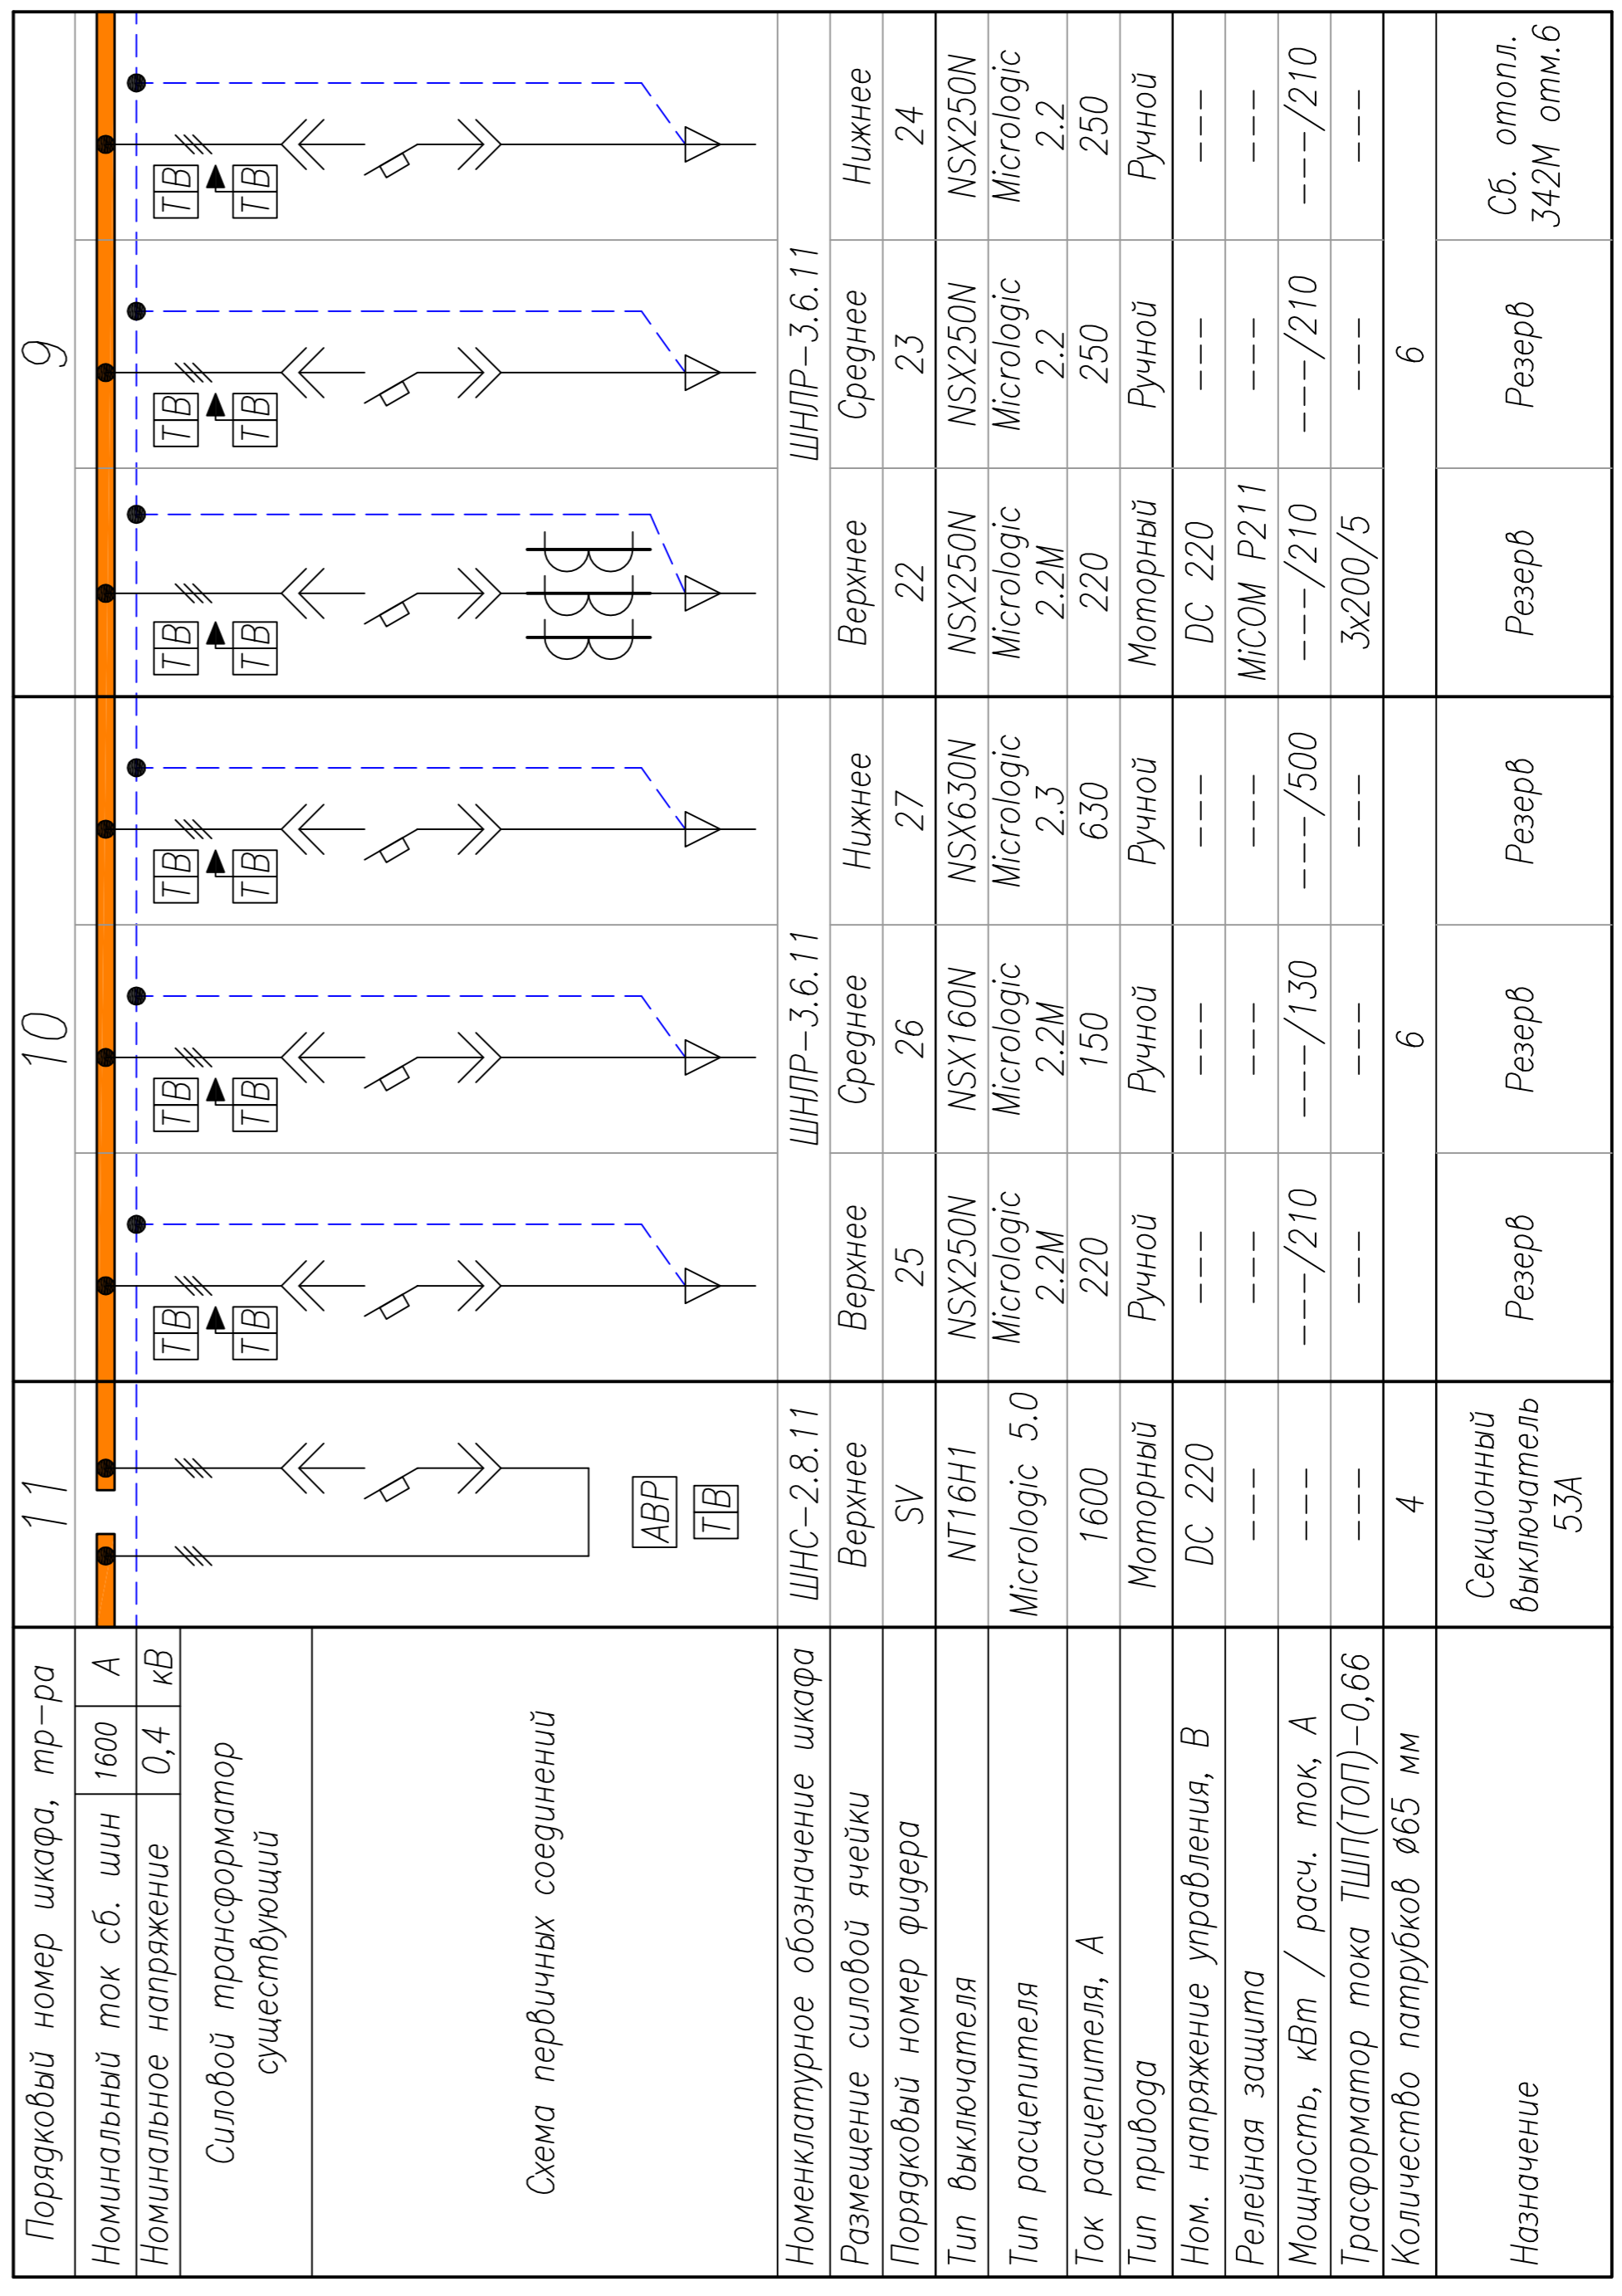 Порядковый номер шкафа, тр-ра
11
10
9
Номинальный ток сб. шин
1600
А
Номинальное напряжение
0,4
кВ
Силовой трансформатор
существующий
Схема первичных соединений
АВР
Т В
Т В
Т В
Т В
Т В
Т В
Т В
Т В
Т В
Т В
Т В
Т В
Т В
Номенклатурное обозначение шкафа
ШНС-2.8.11
ШНЛР-3.6.11
ШНЛР-3.6.11
Размещение силовой ячейки
Верхнее
Верхнее
Среднее
Нижнее
Верхнее
Среднее
Нижнее
Порядковый номер фидера
SV
25
26
27
22
23
24
Тип выключателя
NT16H1
NSX250N
NSX160N
NSX630N
NSX250N
NSX250N
NSX250N
Тип расцепителя
Micrologic 5.0
Micrologic
2.2M
Micrologic
2.2M
Micrologic
2.3
Micrologic
2.2M
Micrologic
2.2
Micrologic
2.2
Ток расцепителя, А
1600
220
150
630
220
250
250
Тип привода
Моторный
Ручной
Ручной
Ручной
Моторный
Ручной
Ручной
Ном. напряжение управления, В
DC 220
---
---
---
DC 220
---
---
Релейная защита
---
---
---
---
MiCOM P211
---
---
Мощность, кВт / расч. ток, А
---
---/210
---/130
---/500
---/210
---/210
---/210
Трасформатор тока ТШП(ТОП)-0,66
---
---
---
---
3x200/5
---
---
Количество патрубков ø65 мм
4
6
6
Назначение
Секционный
выключатель
53А
Резерв
Резерв
Резерв
Резерв
Резерв
Сб. отопл.
342М отм.6